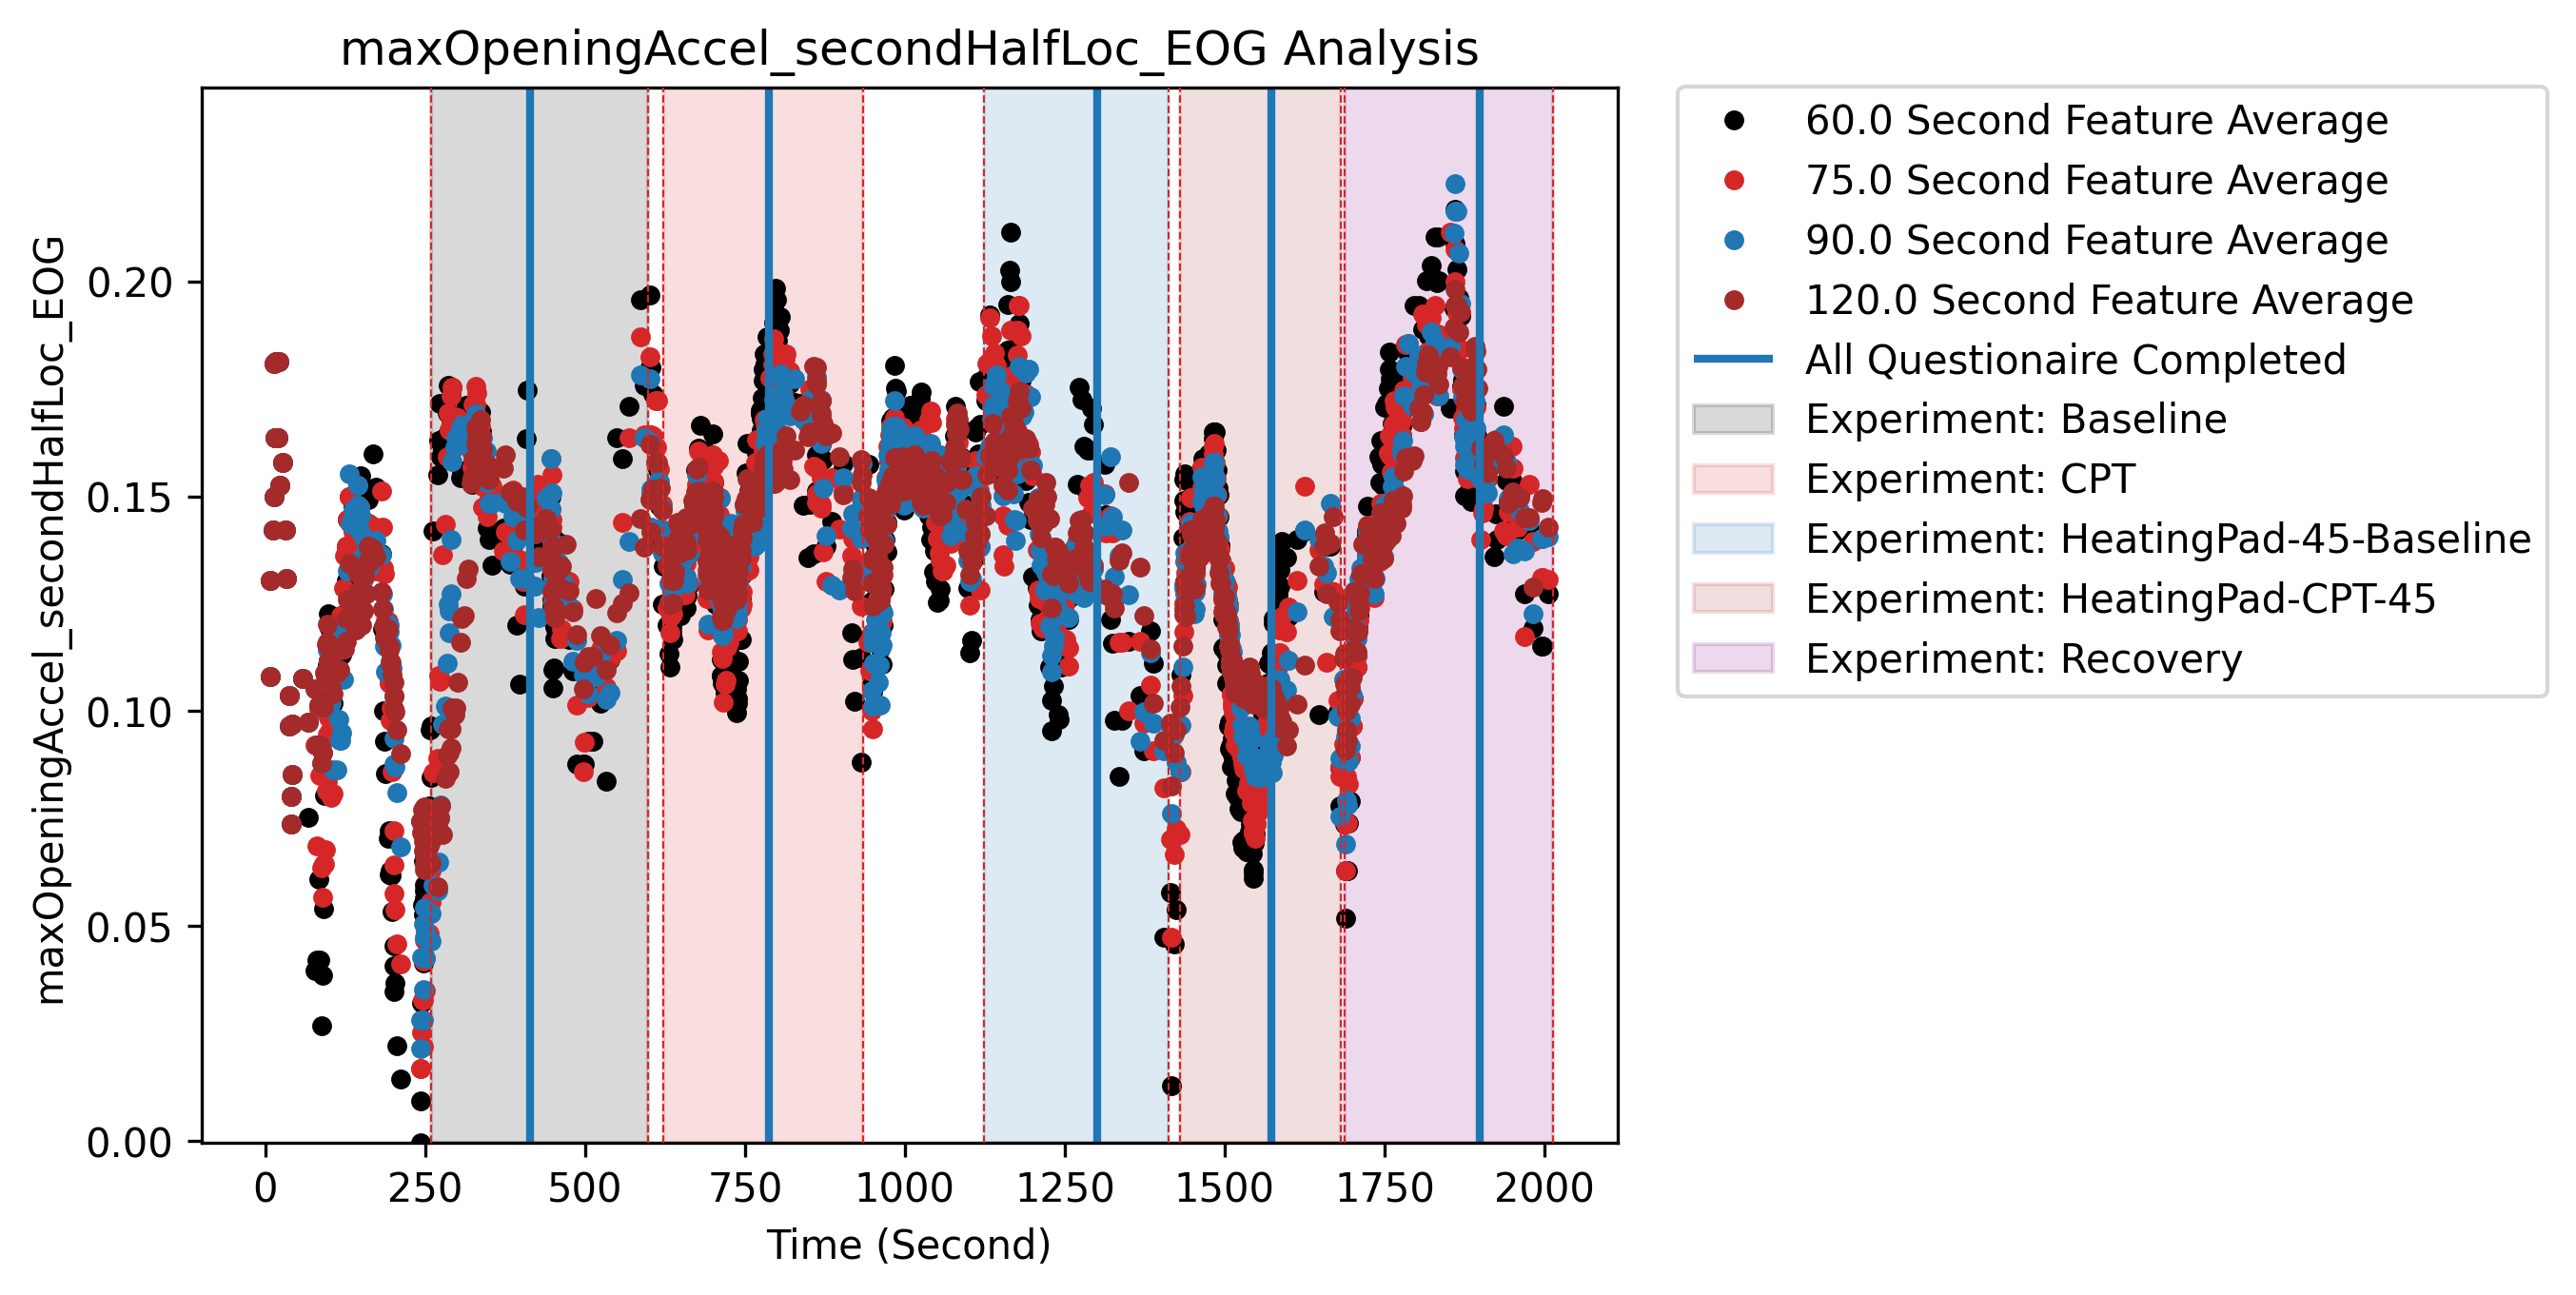 maxOpeningAccel_secondHalfLoc_EOG Analysis
maxOpeningAccel_secondHalfLoc_EOG
0.20
0.15
0.10
0.05
0.00
0
250
500
750
1000
1250
1500
1750
2000
Time (Second)
60.0 Second Feature Average
75.0 Second Feature Average
90.0 Second Feature Average
120.0 Second Feature Average
All Questionaire Completed
Experiment: Baseline
Experiment: CPT
Experiment: HeatingPad-45-Baseline
Experiment: HeatingPad-CPT-45
Experiment: Recovery